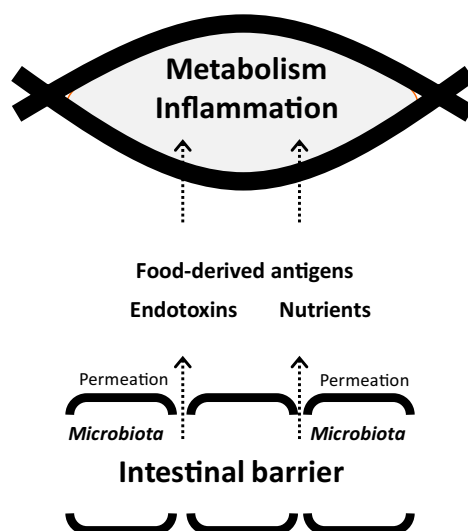 Metabolism
Inflammation
Food-derived antigens
Endotoxins Nutrients
Permeation Permeation
Microbiota Microbiota
Intestinal barrier